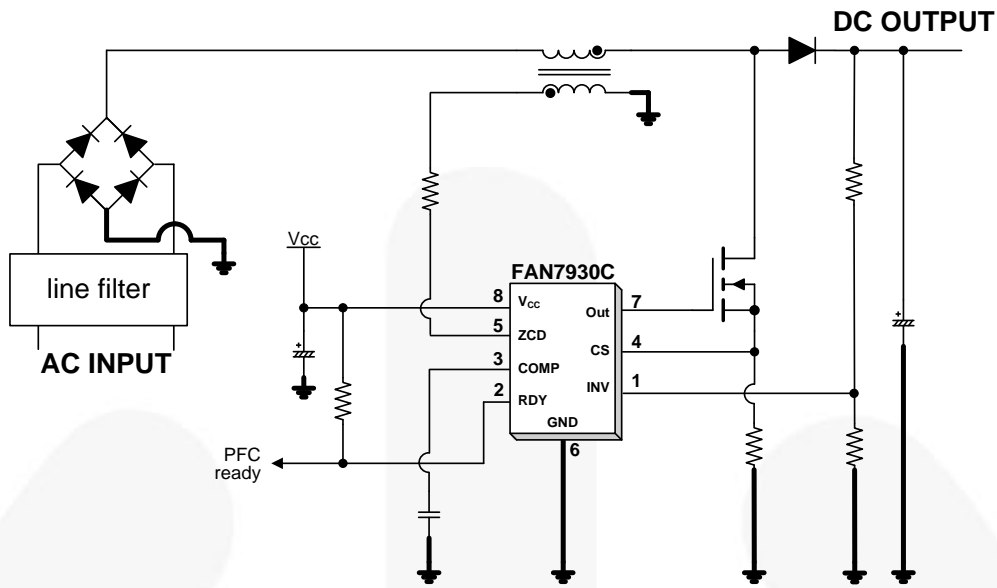 DC OUTPUT
line filter
AC INPUT
Vcc
FAN7930C
8 VCC
5 ZCD
3 COMP
2 RDY
Out 7
CS 4
INV 1
GND
6
PFC
ready